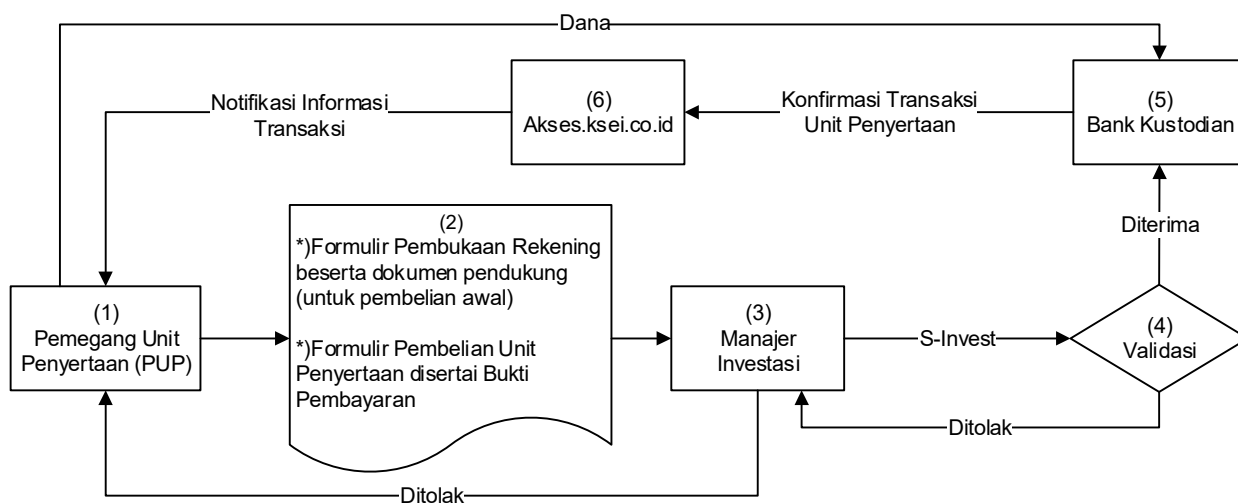 Dana
Notifikasi Informasi
Transaksi
(6)
Akses.ksei.co.id
Konfirmasi Transaksi
Unit Penyertaan
(5)
Bank Kustodian
(2)
*)Formulir Pembukaan Rekening
beserta dokumen pendukung
(untuk pembelian awal)
*)Formulir Pembelian Unit
Penyertaan disertai Bukti
Pembayaran
Diterima
(1)
Pemegang Unit
Penyertaan (PUP)
(3)
Manajer
Investasi
S-Invest
(4)
Validasi
Ditolak
Ditolak